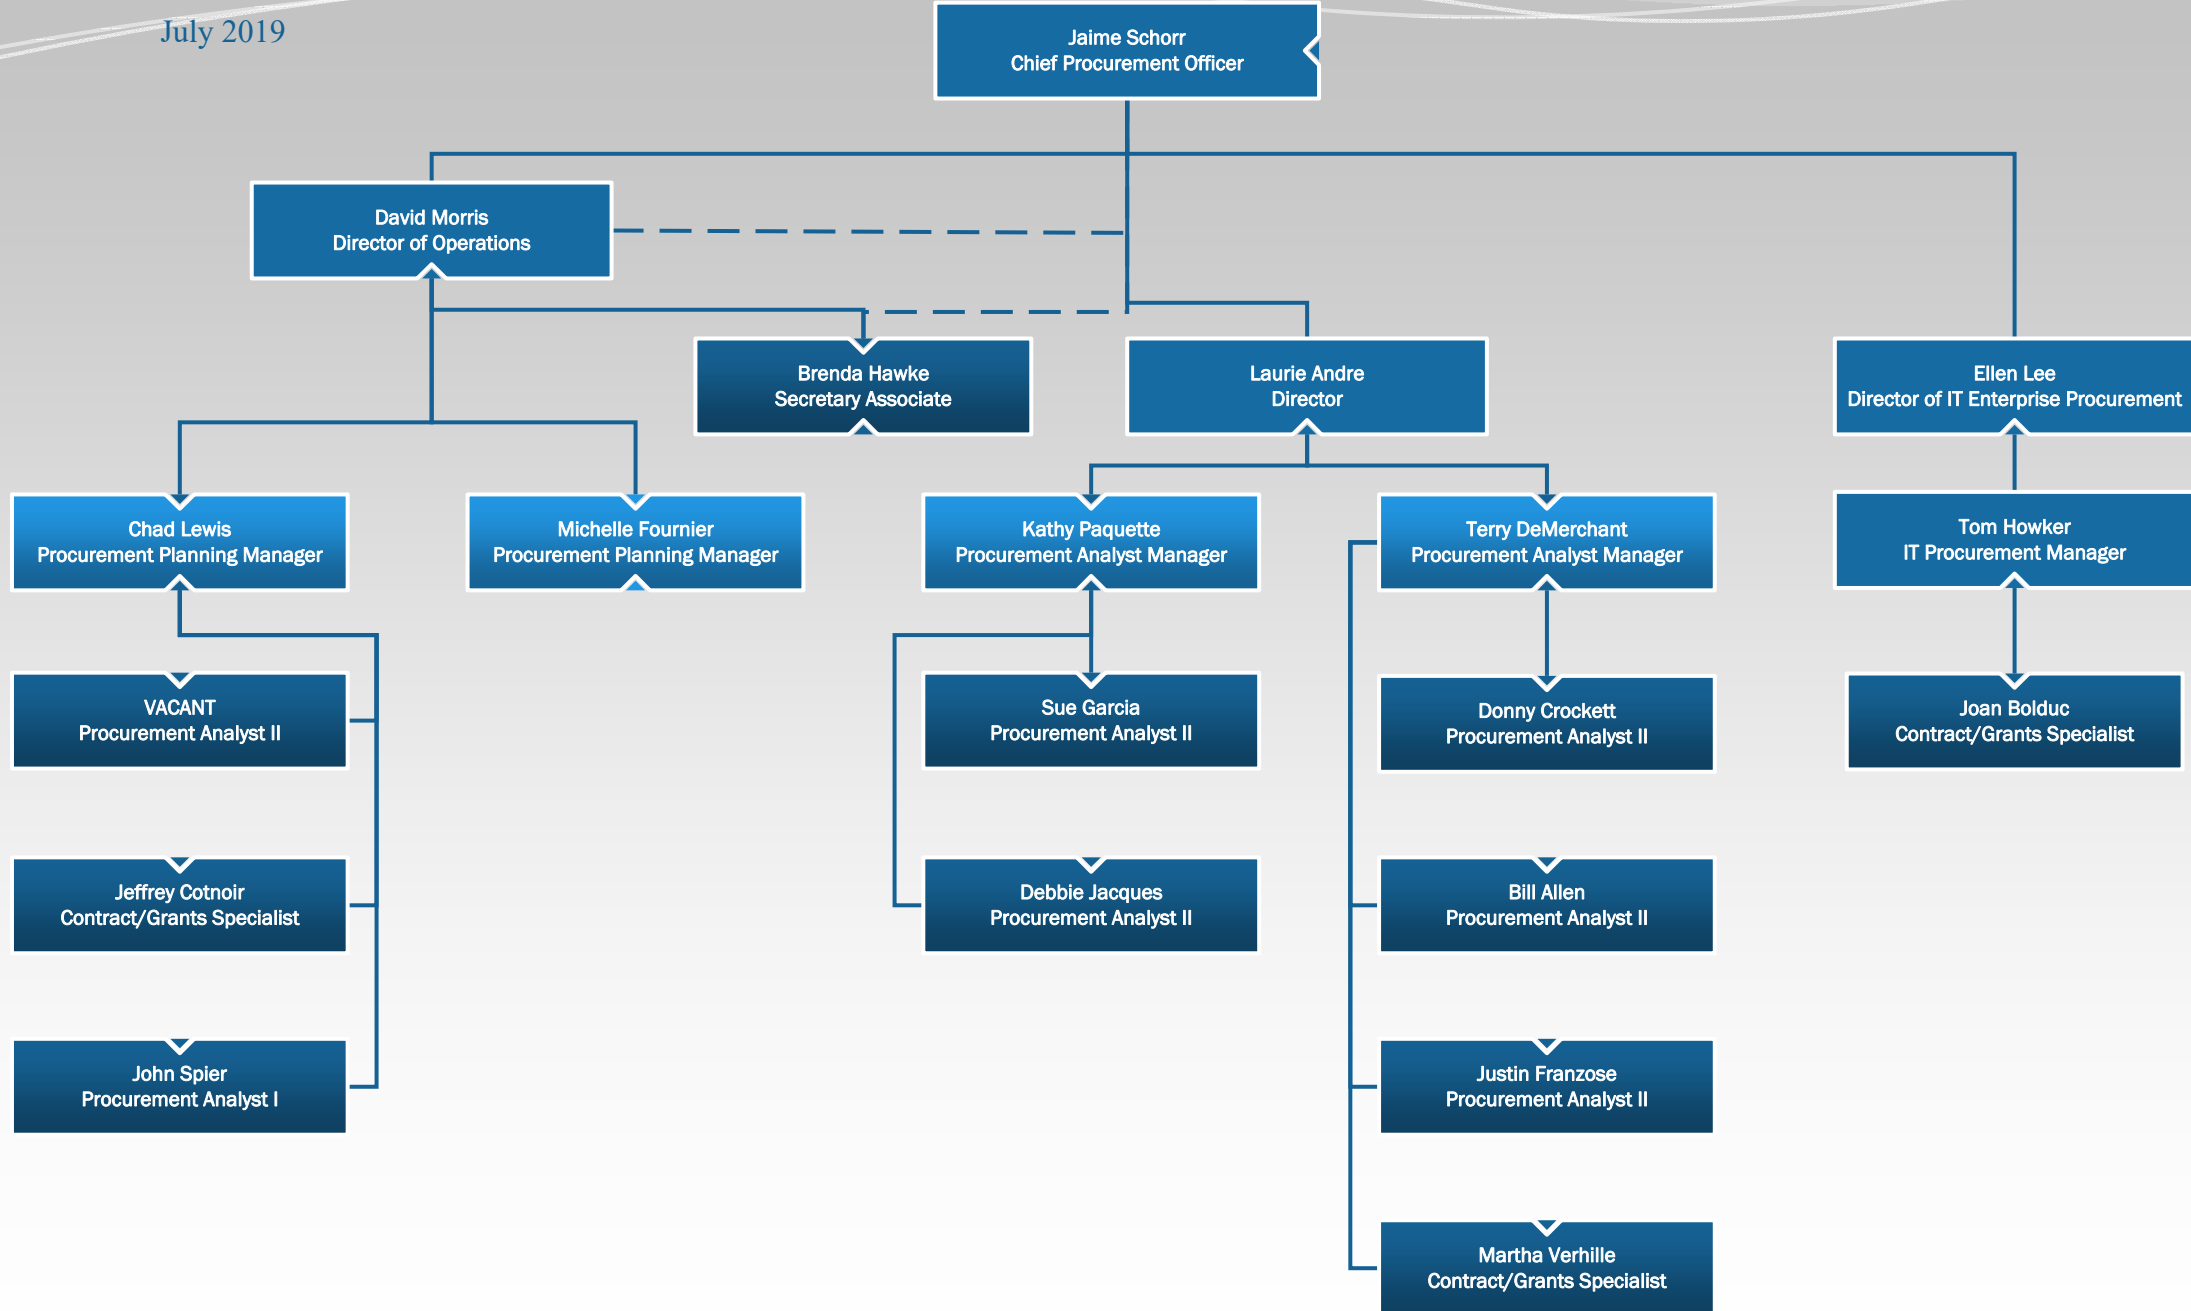 July 2019
Jaime Schorr
Chief Procurement Officer
David Morris
Director of Operations
Brenda Hawke
Secretary Associate
Laurie Andre
Director
Ellen Lee
Director of IT Enterprise Procurement
Chad Lewis
Procurement Planning Manager
Michelle Fournier
Procurement Planning Manager
Kathy Paquette
Procurement Analyst Manager
Terry DeMerchant
Procurement Analyst Manager
Tom Howker
IT Procurement Manager
VACANT
Procurement Analyst II
Sue Garcia
Procurement Analyst II
Donny Crockett
Procurement Analyst II
Joan Bolduc
Contract/Grants Specialist
Jeffrey Cotnoir
Contract/Grants Specialist
Debbie Jacques
Procurement Analyst II
Bill Allen
Procurement Analyst II
John Spier
Procurement Analyst I
Justin Franzose
Procurement Analyst II
Martha Verhille
Contract/Grants Specialist